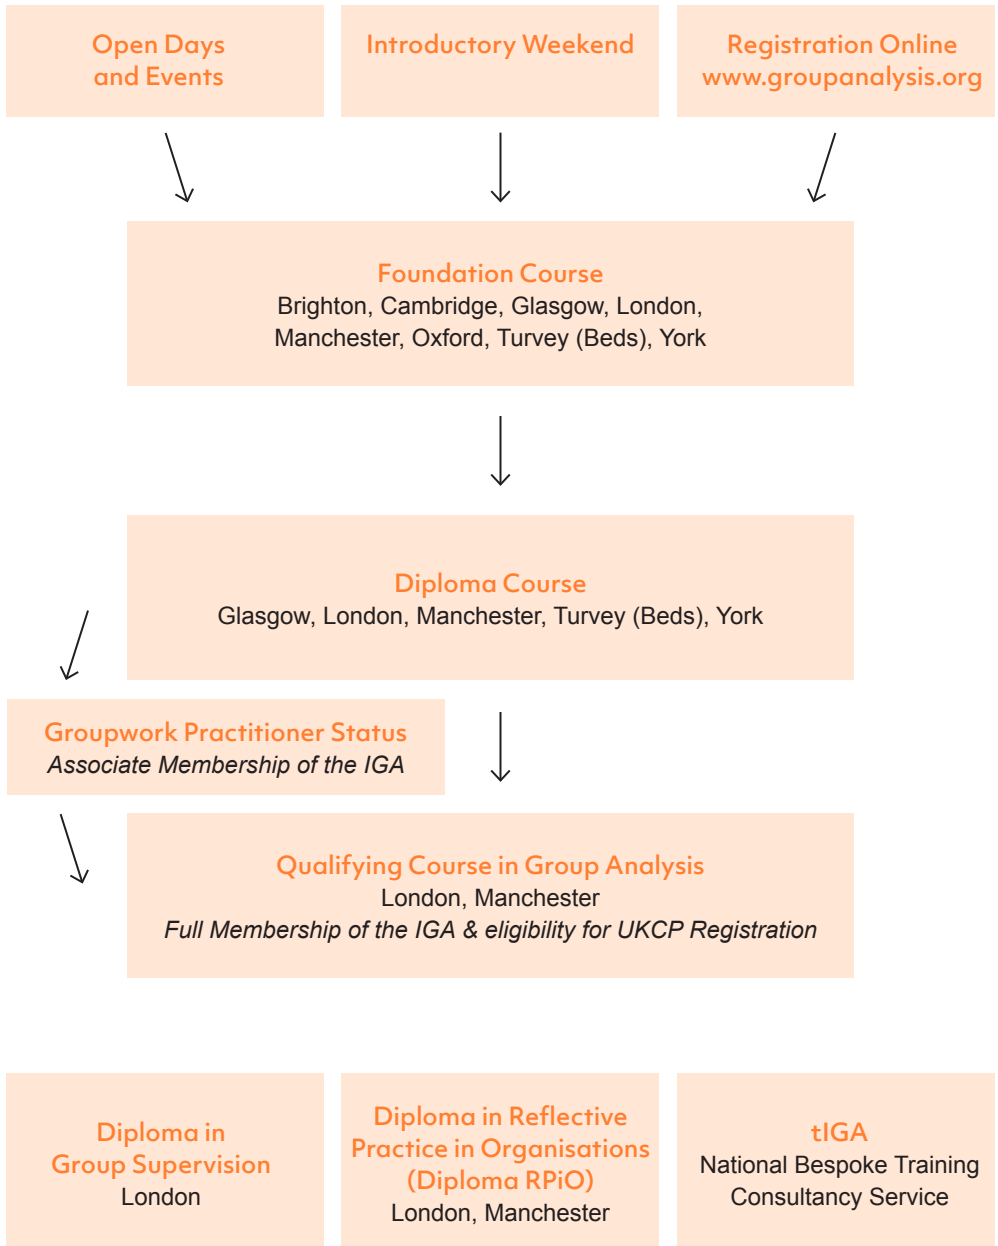 Open Days
and Events
Introductory Weekend
Registration Online
www.groupanalysis.org
Foundation Course
Brighton, Cambridge, Glasgow, London,
Manchester, Oxford, Turvey (Beds), York
Diploma Course
Glasgow, London, Manchester, Turvey (Beds), York
Groupwork Practitioner Status
Associate Membership of the IGA
Qualifying Course in Group Analysis
London, Manchester
Full Membership of the IGA & eligibility for UKCP Registration
Diploma in
Group Supervision
London
Diploma in Reflective
Practice in Organisations
(Diploma RPiO)
London, Manchester
tIGA
National Bespoke Training
Consultancy Service